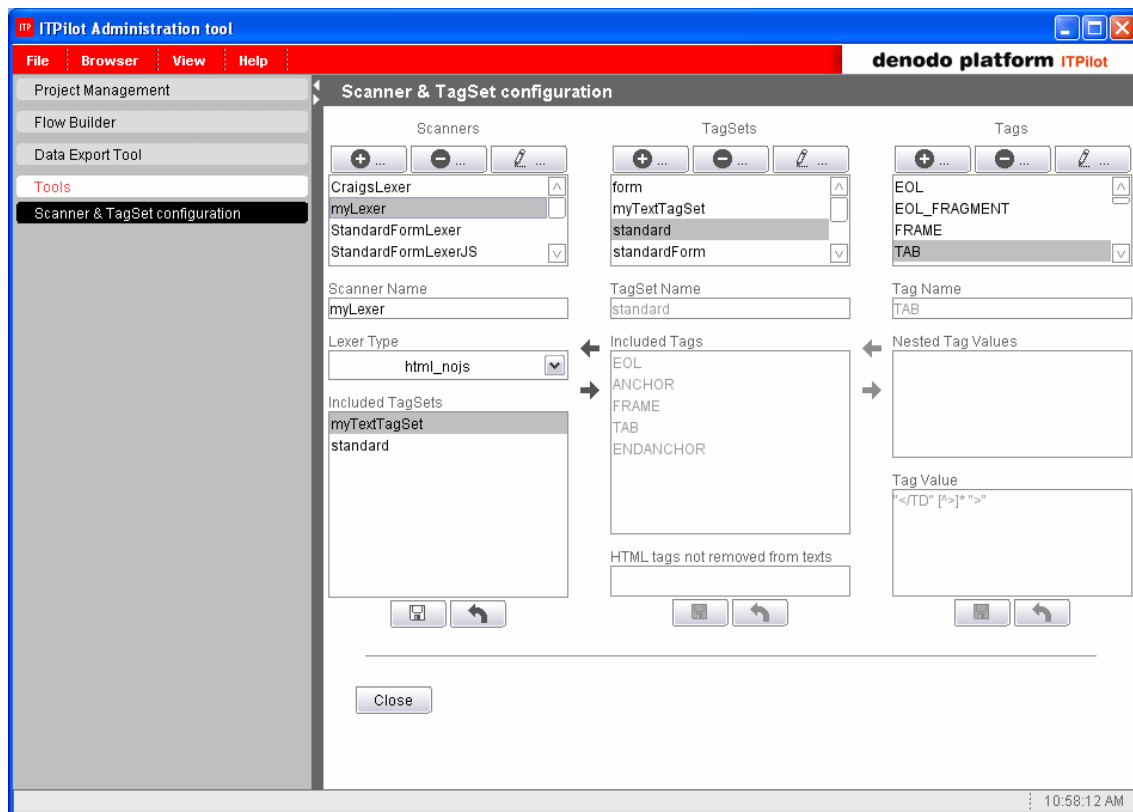 ITP ITPilot Administration tool
File Browser View Help denodo platform ITPilot
Project Management
Flow Builder
Data Export Tool
Tools
Scanner & TagSet configuration
Scanner & TagSet configuration
Scanners
...
...
...
CraigsLexer
myLexer
StandardFormLexer
StandardFormLexerJS
Scanner Name
myLexer
Lexer Type
html_nojs
Included TagSets
myTextTagSet
standard
TagSets
...
...
...
form
myTextTagSet
standard
standardForm
TagSet Name
standard
Included Tags
EOL
ANCHOR
FRAME
TAB
ENDANCHOR
HTML tags not removed from texts
Tags
...
...
...
EOL
EOL_FRAGMENT
FRAME
TAB
Tag Name
TAB
Nested Tag Values
Tag Value
"</TD" [^>]* ">"
Close
10:58:12 AM